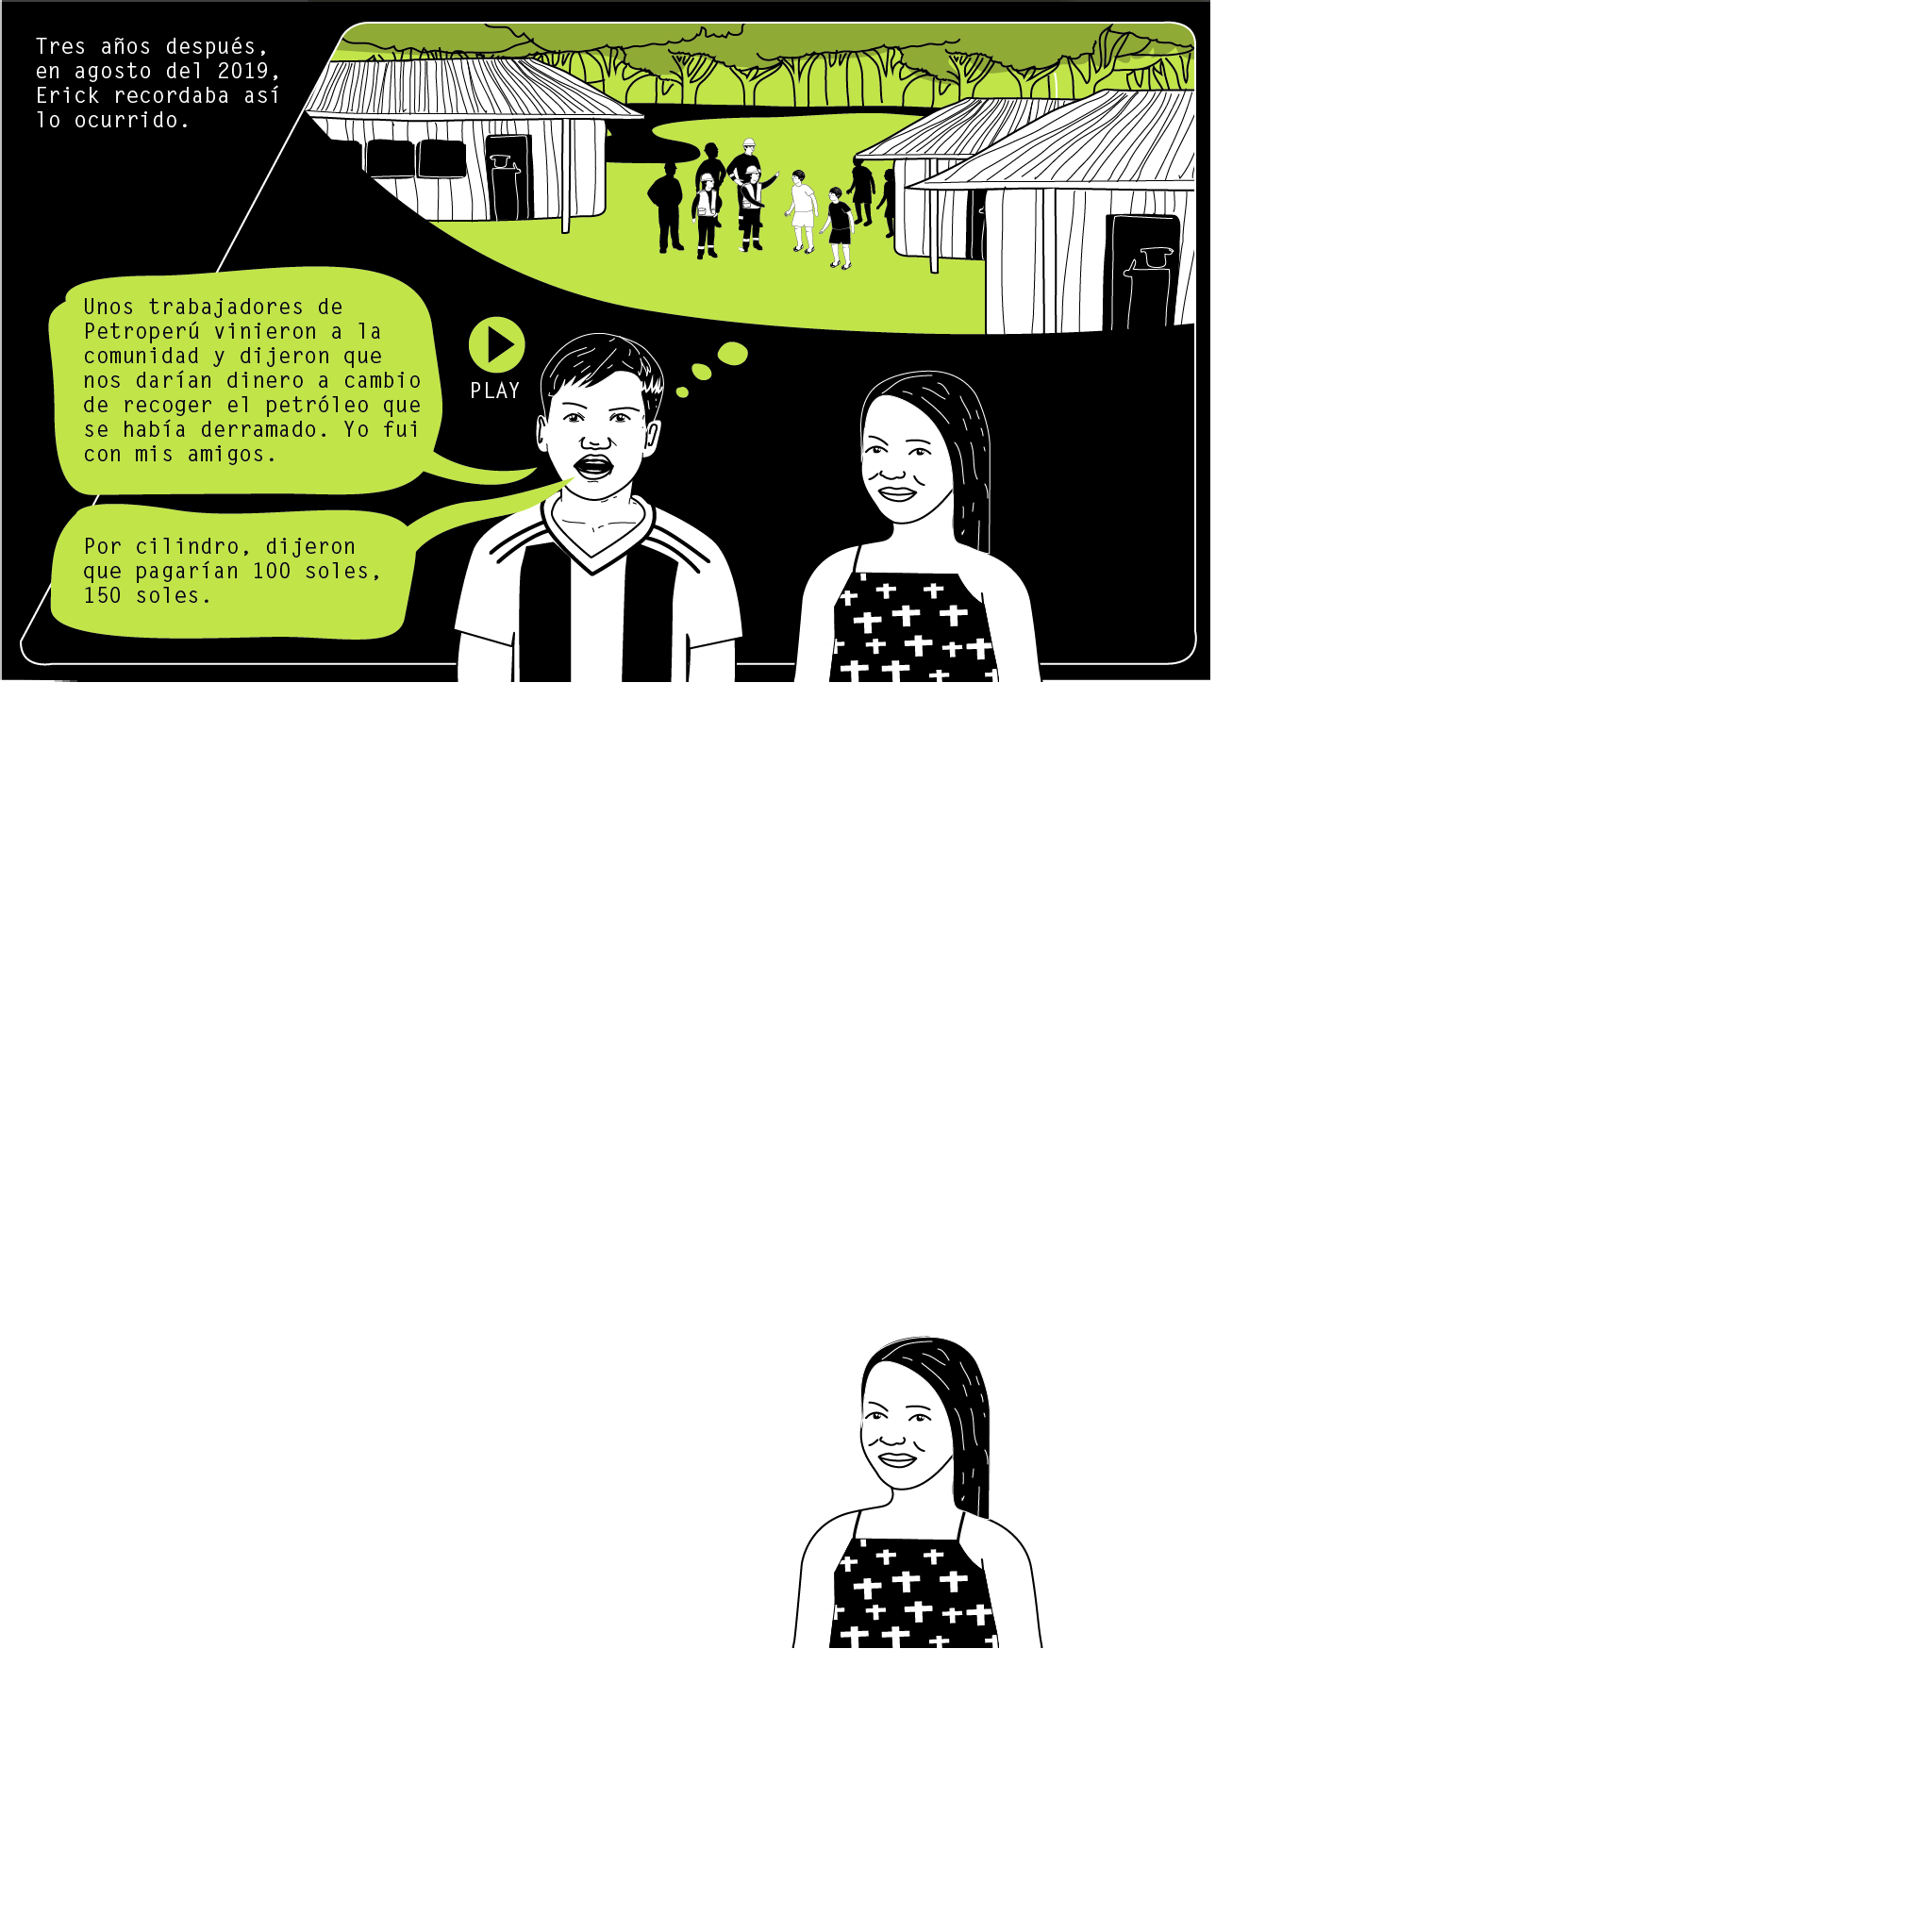 Tres años después,
en agosto del 2019,
Erick recordaba así
lo ocurrido.
Unos trabajadores de
Petroperú vinieron a la
comunidad y dijeron que
nos darían dinero a cambio
de recoger el petróleo que
se había derramado. Yo fui
con mis amigos.
PLAY
Por cilindro, dijeron
que pagarían 100 soles,
150 soles.